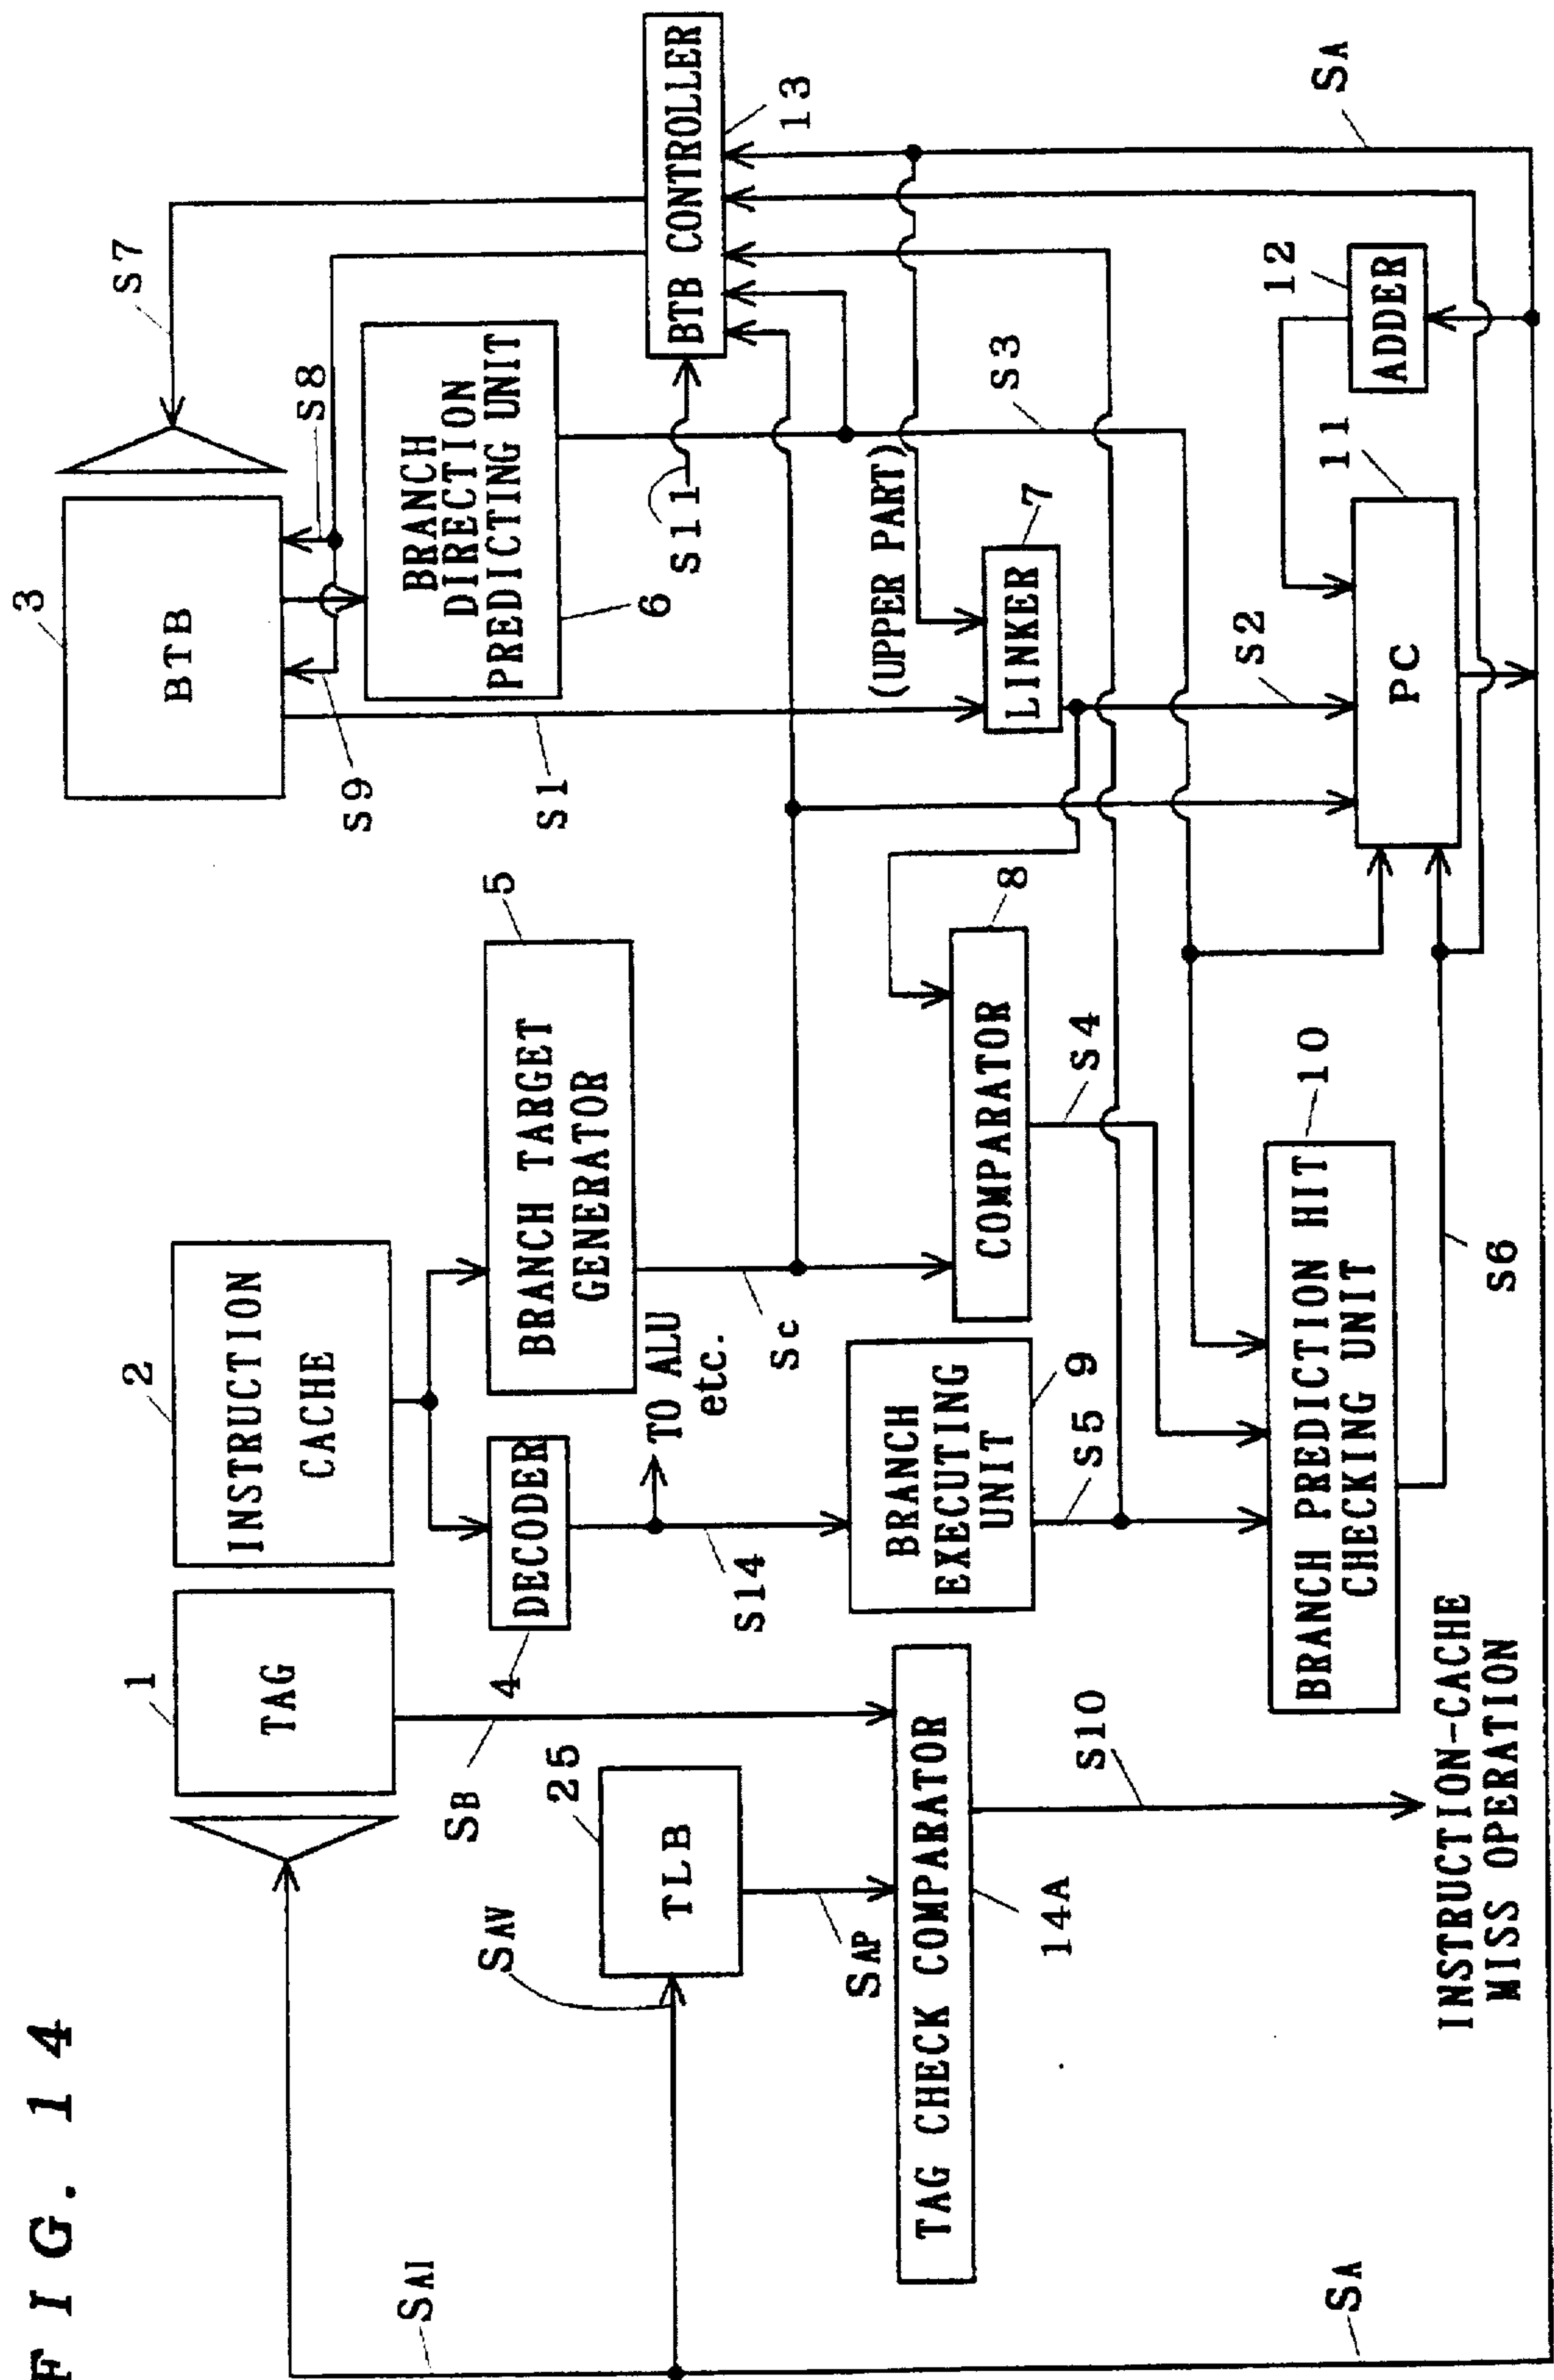 FIG. 14
1
TAG
2
INSTRUCTION
CACHE
3
BTB
S7
S8
S9
SAI
SB
4
DECODER
5
BRANCH TARGET
GENERATOR
BRANCH
DIRECTION
PREDICTING UNIT
6
S11
BTB CONTROLLER
13
SAV
25
TLB
SAP
S14
TO ALU
etc.
SC
S1
(UPPER PART)
TAG CHECK COMPARATOR
14A
S10
BRANCH
EXECUTING
UNIT
9
S5
COMPARATOR
8
S4
LINKER
7
S2
S3
12
ADDER
11
PC
SA
BRANCH PREDICTION HIT
CHECKING UNIT
10
S6
INSTRUCTION-CACHE
MISS OPERATION
SA